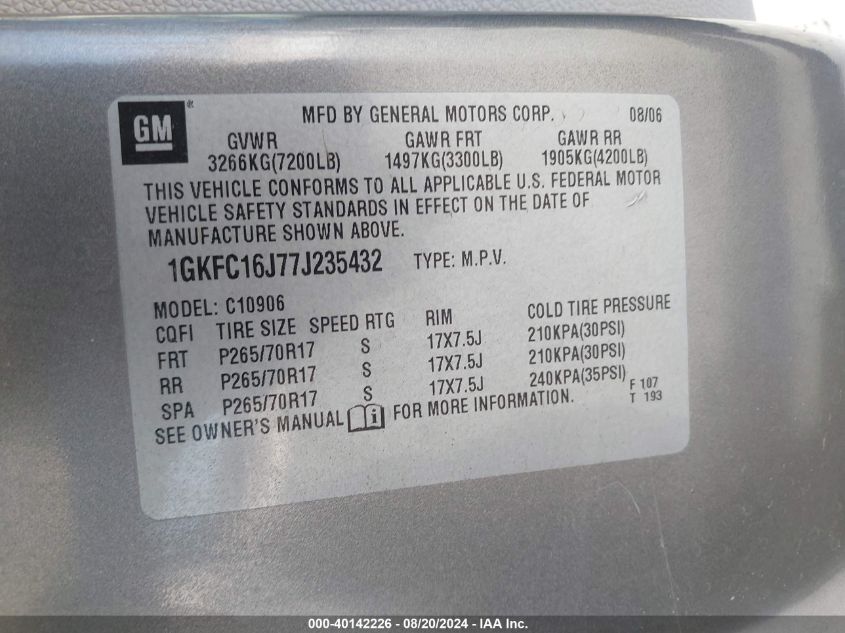 GM® MFD BY GENERAL MOTORS CORP. 08/06
GVWR GAWR FRT GAWR RR
3266KG(7200LB) 1497KG(3300LB) 1905KG(4200LB)
THIS VEHICLE CONFORMS TO ALL APPLICABLE U.S. FEDERAL MOTOR
VEHICLE SAFETY STANDARDS IN EFFECT ON THE DATE OF
MANUFACTURE SHOWN ABOVE.
1GKFC16J77J235432 TYPE: M.P.V.
MODEL: C10906
CQFI TIRE SIZE SPEED RTG RIM COLD TIRE PRESSURE
FRT P265/70R17 S 17X7.5J 210KPA(30PSI)
RR P265/70R17 S 17X7.5J 210KPA(30PSI)
SPA P265/70R17 S 17X7.5J 240KPA(35PSI)
SEE OWNER'S MANUAL i FOR MORE INFORMATION.
F 107
T 193
000-40142226 - 08/20/2024 - IAA Inc.